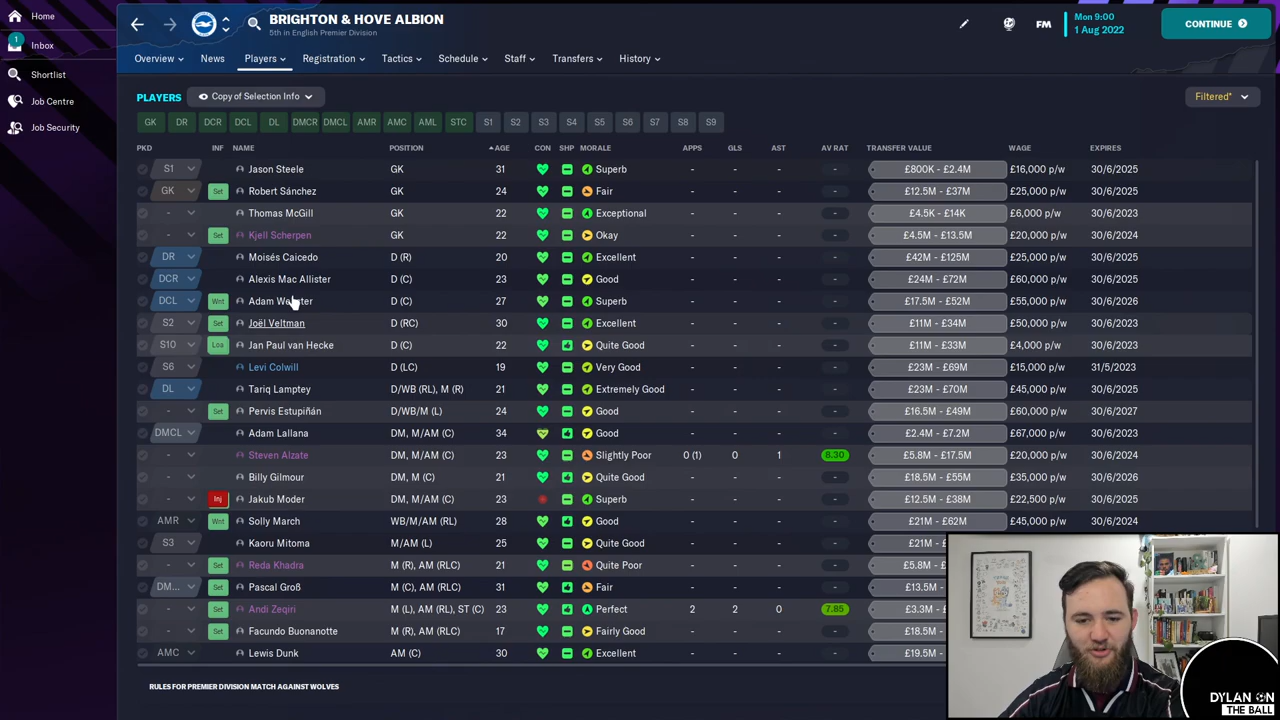 Home
1
Inbox
Shortlist
Job Centre
Job Security
BRIGHTON & HOVE ALBION
5th in English Premier Division
FM
Mon 9:00
1 Aug 2022
CONTINUE
Overview News Players Registration Tactics Schedule Staff Transfers History
PLAYERS Copy of Selection Info Filtered*
GK DR DCR DCL DL DMCR DMCL AMR AMC AML STC S1 S2 S3 S4 S5 S6 S7 S8 S9
PKD INF NAME POSITION AGE CON SHP MORALE APPS GLS AST AV RAT TRANSFER VALUE WAGE EXPIRES
S1 Jason Steele GK 31 Superb - - - - £800K - £2.4M £16,000 p/w 30/6/2025
GK Set Robert Sánchez GK 24 Fair - - - - £12.5M - £37M £25,000 p/w 30/6/2025
- Thomas McGill GK 22 Exceptional - - - - £4.5K - £14K £6,000 p/w 30/6/2023
- Set Kjell Scherpen GK 22 Okay - - - - £4.5M - £13.5M £20,000 p/w 30/6/2024
DR Moisés Caicedo D (R) 20 Excellent - - - - £42M - £125M £25,000 p/w 30/6/2025
DCR Alexis Mac Allister D (C) 23 Good - - - - £24M - £72M £50,000 p/w 30/6/2025
DCL Wnt Adam Webster D (C) 27 Superb - - - - £17.5M - £52M £55,000 p/w 30/6/2026
S2 Set Joël Veltman D (RC) 30 Excellent - - - - £11M - £34M £50,000 p/w 30/6/2023
S10 Loa Jan Paul van Hecke D (C) 22 Quite Good - - - - £11M - £33M £4,000 p/w 30/6/2023
S6 Levi Colwill D (LC) 19 Very Good - - - - £23M - £69M £15,000 p/w 31/5/2023
DL Tariq Lamptey D/WB (RL), M (R) 21 Extremely Good - - - - £23M - £70M £45,000 p/w 30/6/2025
- Set Pervis Estupiñán D/WB/M (L) 24 Good - - - - £16.5M - £49M £60,000 p/w 30/6/2027
DMCL Adam Lallana DM, M/AM (C) 34 Good - - - - £2.4M - £7.2M £67,000 p/w 30/6/2023
- Steven Alzate DM, M/AM (C) 23 Slightly Poor 0 (1) 0 1 8.30 £5.8M - £17.5M £20,000 p/w 30/6/2024
- Billy Gilmour DM, M (C) 21 Quite Good - - - - £18.5M - £55M £35,000 p/w 30/6/2026
- Inj Jakub Moder DM, M/AM (C) 23 Superb - - - - £12.5M - £38M £22,500 p/w 30/6/2025
AMR Wnt Solly March WB/M/AM (RL) 28 Good - - - - £21M - £62M £45,000 p/w 30/6/2024
S3 Kaoru Mitoma M/AM (L) 25 Quite Good - - - - £21M
- Set Reda Khadra M (R), AM (RLC) 21 Quite Poor - - - - £5.8M
DM... Set Pascal Groß M (C), AM (RLC) 31 Fair - - - - £13.5M
- Set Andi Zeqiri M (L), AM (RL), ST (C) 23 Perfect 2 2 0 7.85 £3.3M -
- Facundo Buonanotte M (R), AM (RLC) 17 Fairly Good - - - - £18.5M
AMC Lewis Dunk AM (C) 30 Excellent - - - - £19.5M
RULES FOR PREMIER DIVISION MATCH AGAINST WOLVES
DYLAN ON
THE BALL